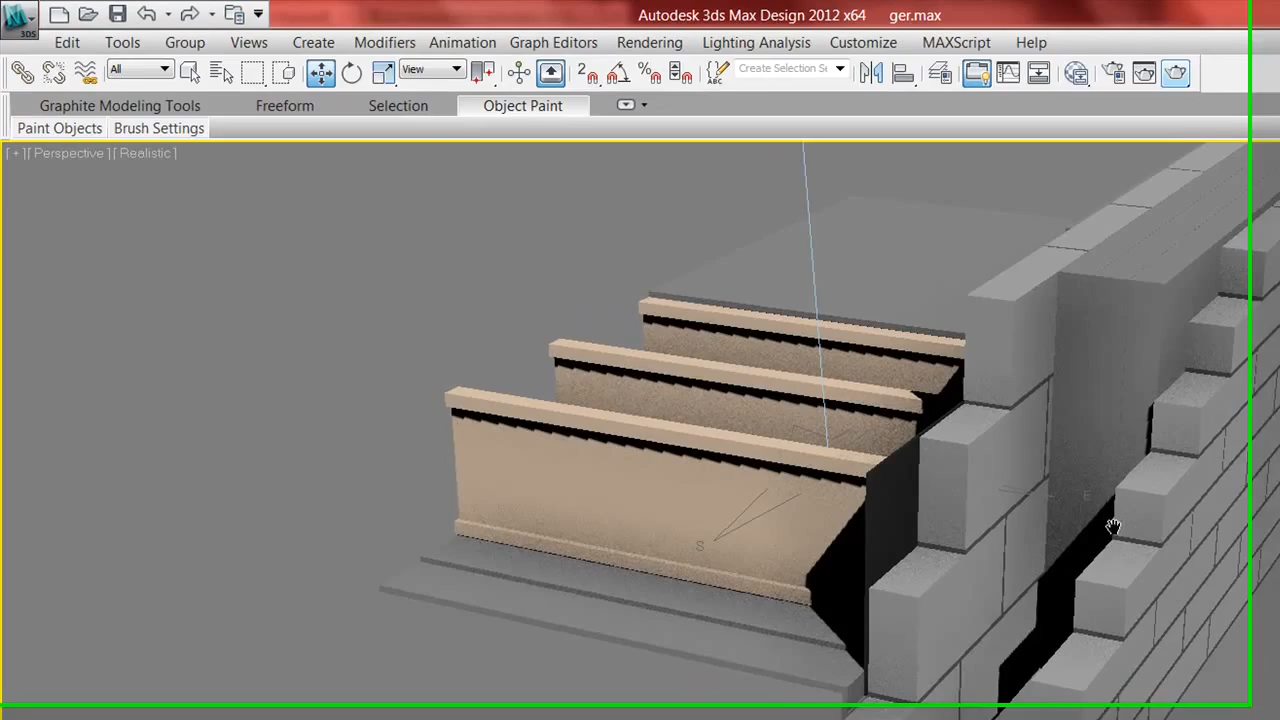 Autodesk 3ds Max Design 2012 x64 ger.max
3DS
Edit Tools Group Views Create Modifiers Animation Graph Editors Rendering Lighting Analysis Customize MAXScript Help
All View 2 % Create Selection Se
Graphite Modeling Tools Freeform Selection Object Paint
Paint Objects Brush Settings
[ + ][ Perspective ][ Realistic ]
E
S